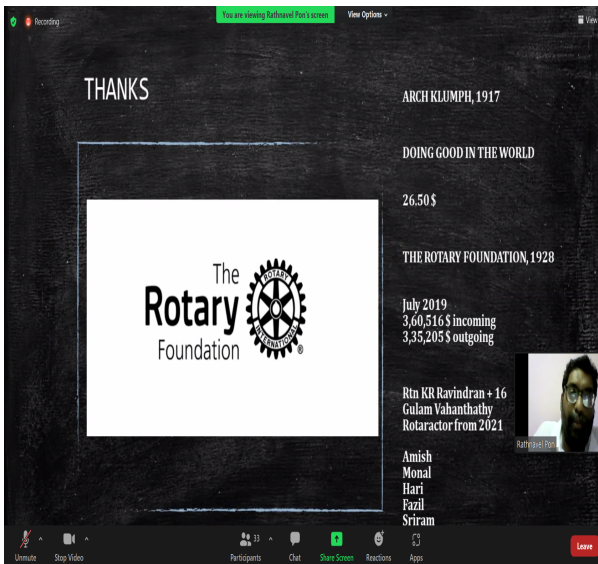 Recording
You are viewing Rathnavel Pon's screen
View Options
View
THANKS
The
Rotary
Foundation
ROTARY
INTERNATIONAL
®
ARCH KLUMPH, 1917
DOING GOOD IN THE WORLD
26.50 $
THE ROTARY FOUNDATION, 1928
July 2019
3,60,516 $ incoming
3,35,205 $ outgoing
Rtn KR Ravindran + 16
Gulam Vahanthathy
Rotaractor from 2021
Amish
Monal
Hari
Fazil
Sriram
Rathnavel Pon
Unmute
Stop Video
33
Participants
Chat
Share Screen
Reactions
Apps
Leave